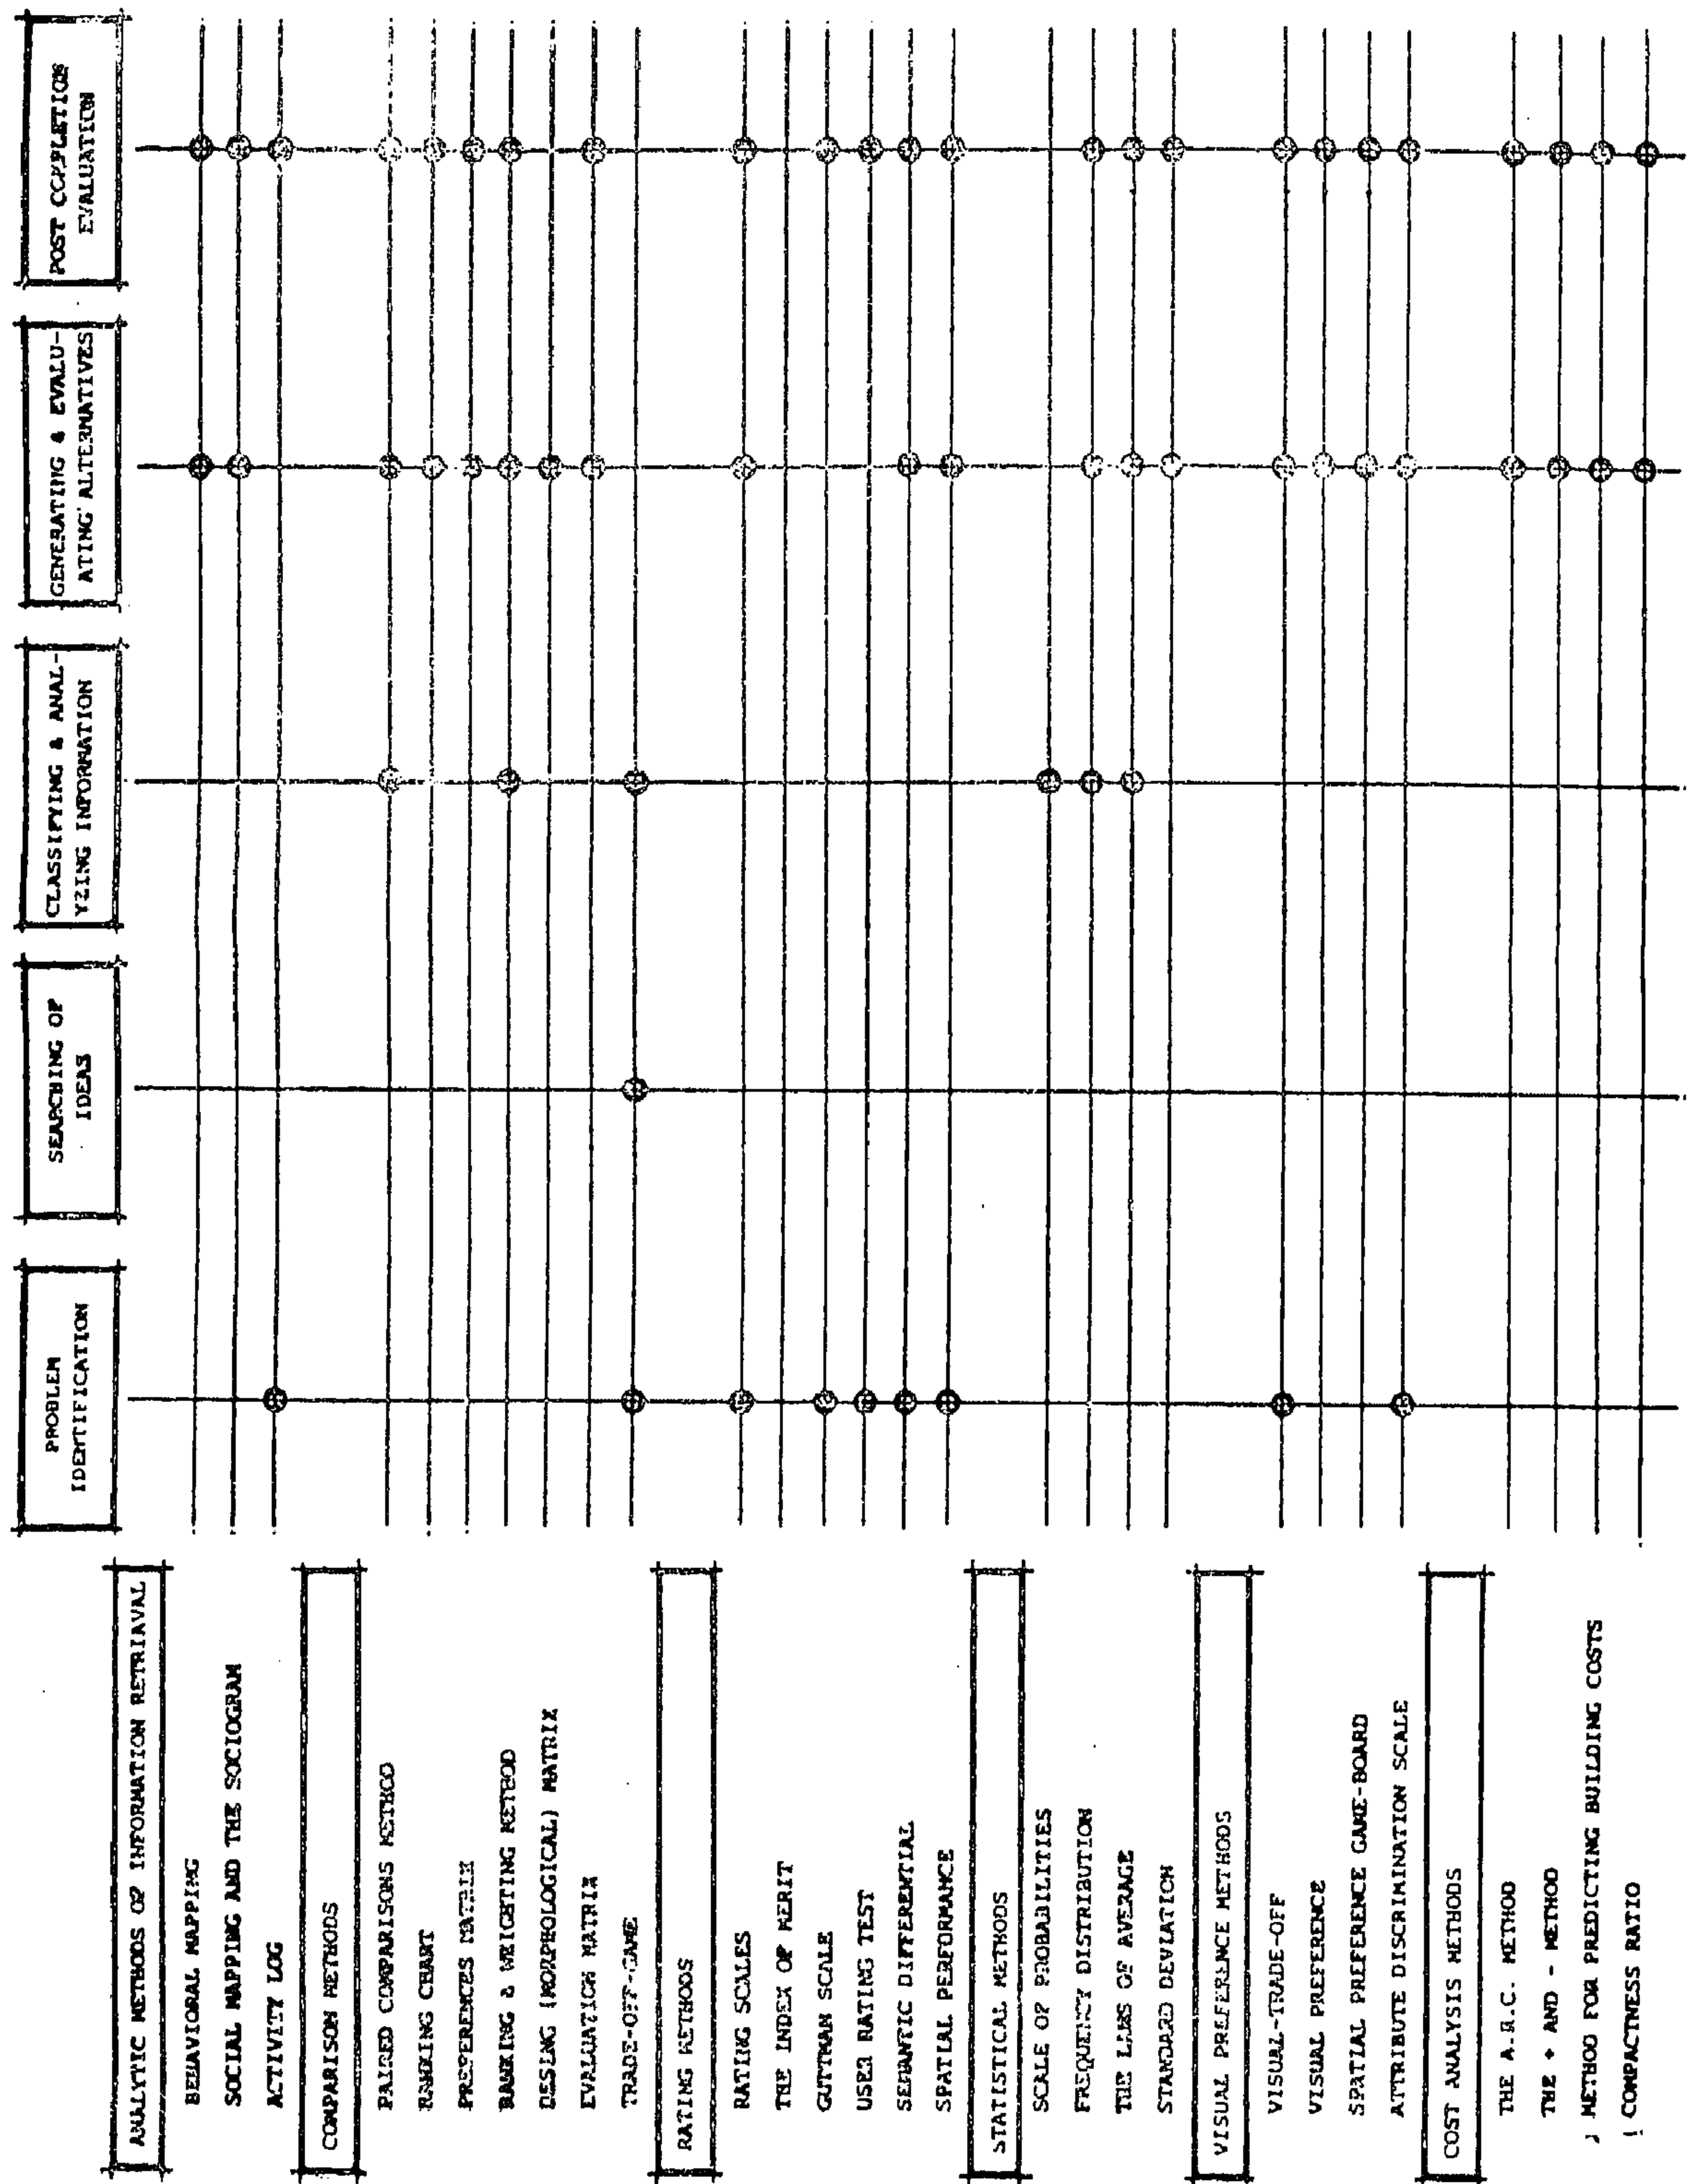 PROBLEM
IDENTIFICATION
SEARCHING OF
IDEAS
CLASSIFYING & ANAL-
YZING INFORMATION
GENERATING & EVALU-
ATING ALTERNATIVES
POST COMPLETION
EVALUATION
ANALYTIC METHODS OF INFORMATION RETRIAVAL
BEHAVIORAL MAPPING
SOCIAL MAPPING AND THE SOCIOGRAM
ACTIVITY LOG
COMPARISON METHODS
PAIRED COMPARISONS METHOD
RANKING CHART
PREFERENCES MATRIX
RANKING & WEIGHTING METHOD
DESING (MORPHOLOGICAL) MATRIX
EVALUATION MATRIX
TRADE-OFF-GAME
RATING METHODS
RATING SCALES
THE INDEX OF MERIT
GUTTMAN SCALE
USER RATING TEST
SEMANTIC DIFFERENTIAL
SPATIAL PERFORMANCE
STATISTICAL METHODS
SCALE OF PROBABILITIES
FREQUENCY DISTRIBUTION
THE OF AVERAGE
STANDARD DEVIATION
VISUAL PREFERENCE METHODS
VISUAL-TRADE-OFF
VISUAL PREFERENCE
SPATIAL PREFERENCE GAME-BOARD
ATTRIBUTE DISCRIMINATION SCALE
COST ANALYSIS METHODS
THE A.R.C. METHOD
THE + AND - METHOD
METHOD FOR PREDICTING BUILDING COSTS
COMPACTNESS RATIO